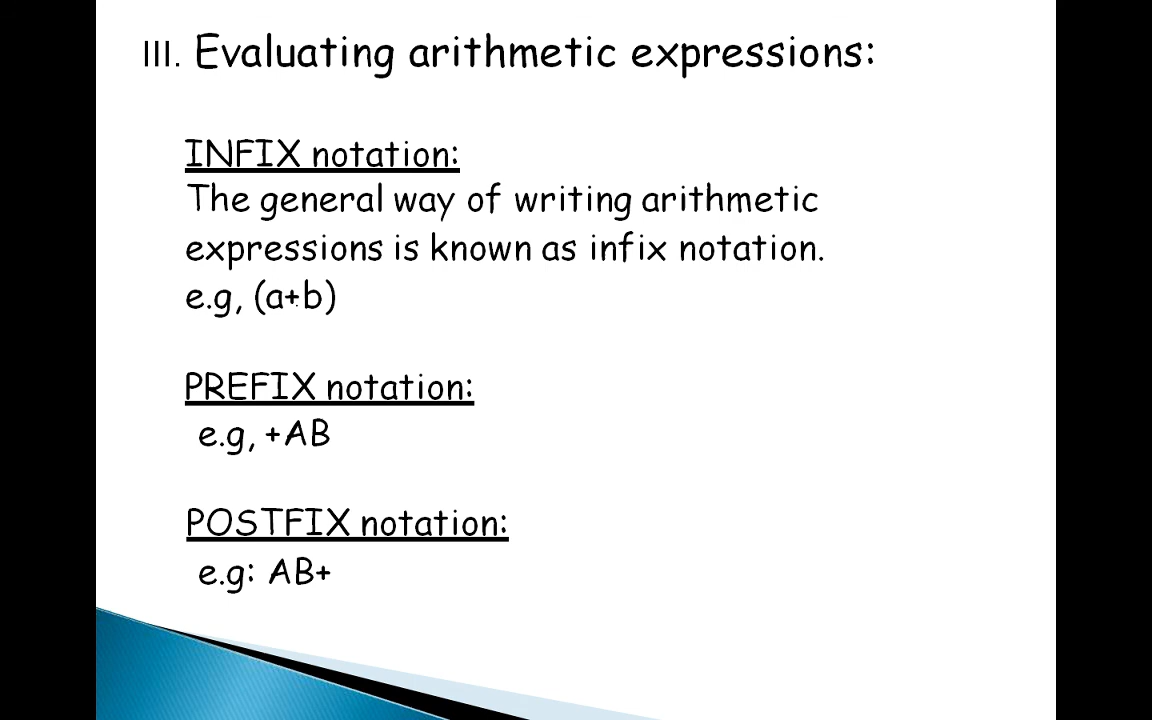 III. Evaluating arithmetic expressions:
INFIX notation:
The general way of writing arithmetic
expressions is known as infix notation.
e.g, (a+b)
PREFIX notation:
e.g, +AB
POSTFIX notation:
e.g: AB+